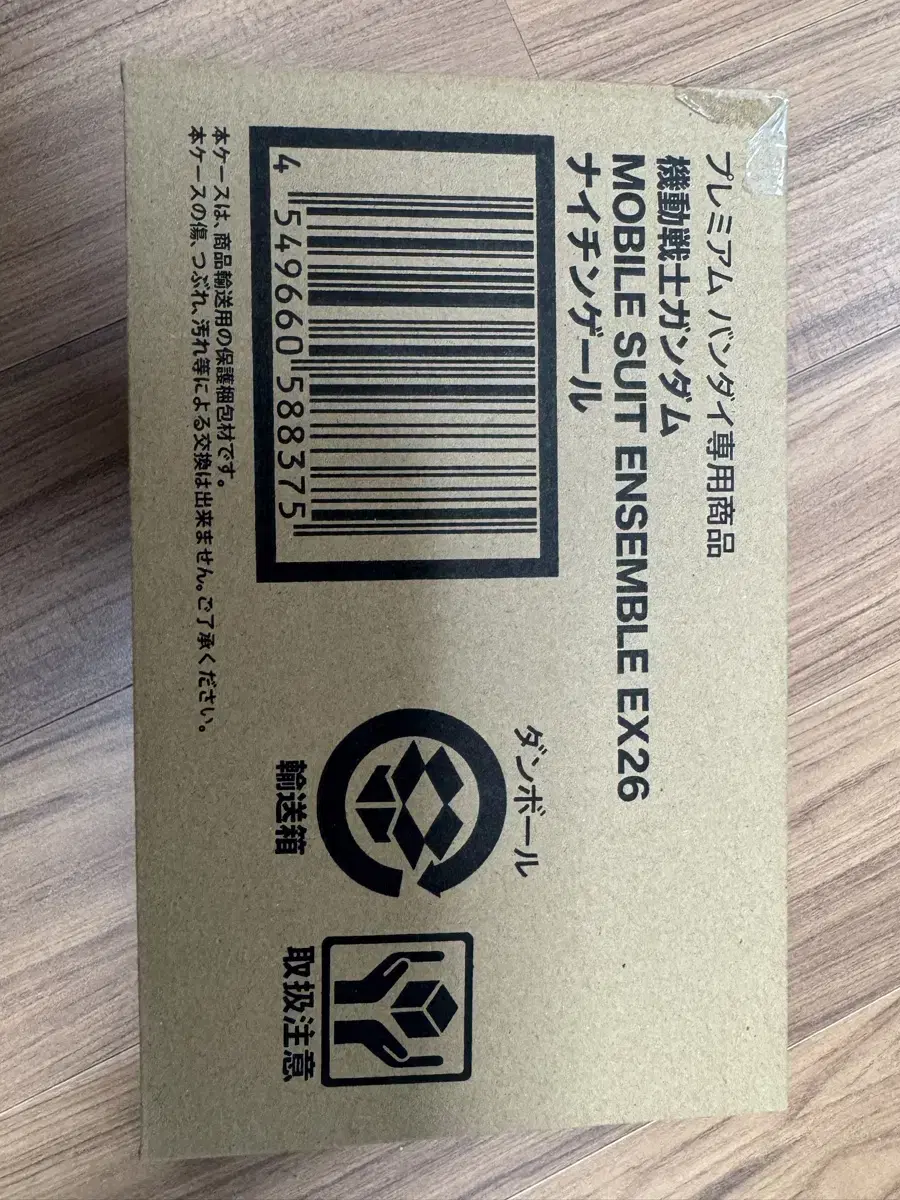 プレミアム バンダイ専用商品
機動戦士ガンダム
MOBILE SUIT ENSEMBLE EX26
ナイチンゲール
4 549660 588375
本ケースは、商品輸送用の保護梱包材です。
本ケースの傷、つぶれ、汚れ等による交換は出来ません。ご了承ください。
ダンボール
輸送箱
取扱注意